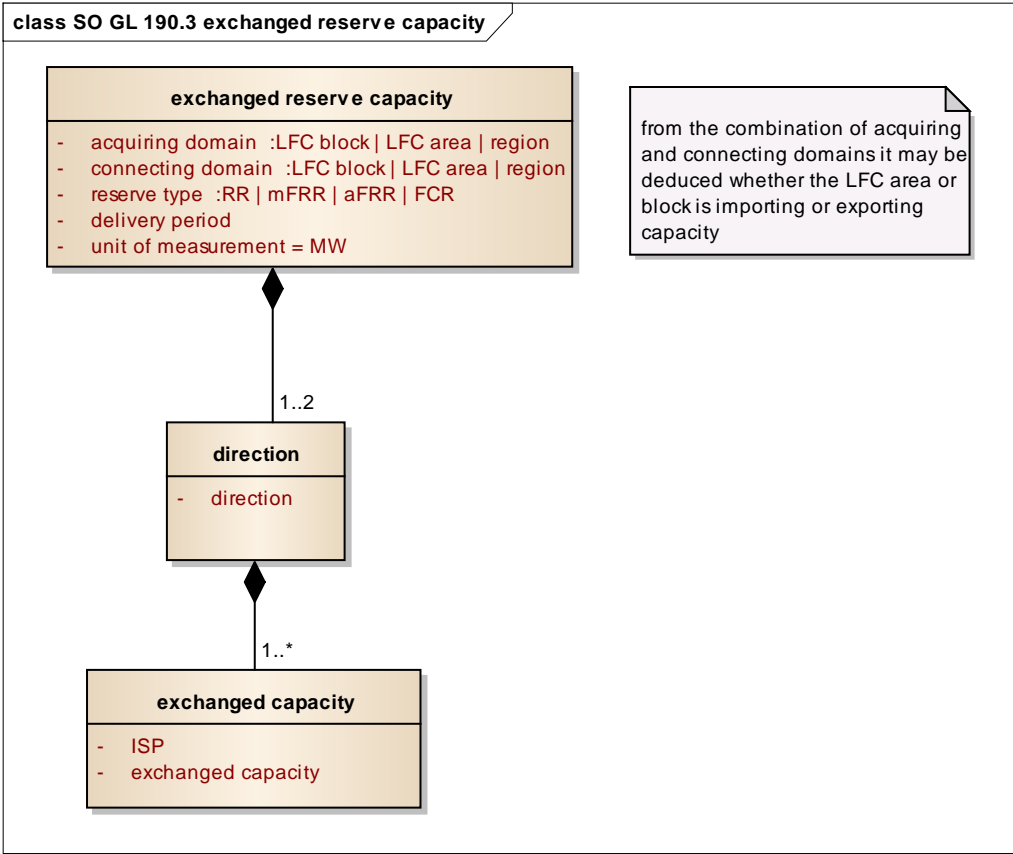 class SO GL 190.3 exchanged reserve capacity
exchanged reserve capacity
- acquiring domain :LFC block | LFC area | region
- connecting domain :LFC block | LFC area | region
- reserve type :RR | mFRR | aFRR | FCR
- delivery period
- unit of measurement = MW
from the combination of acquiring
and connecting domains it may be
deduced whether the LFC area or
block is importing or exporting
capacity
1..2
direction
- direction
1..*
exchanged capacity
- ISP
- exchanged capacity